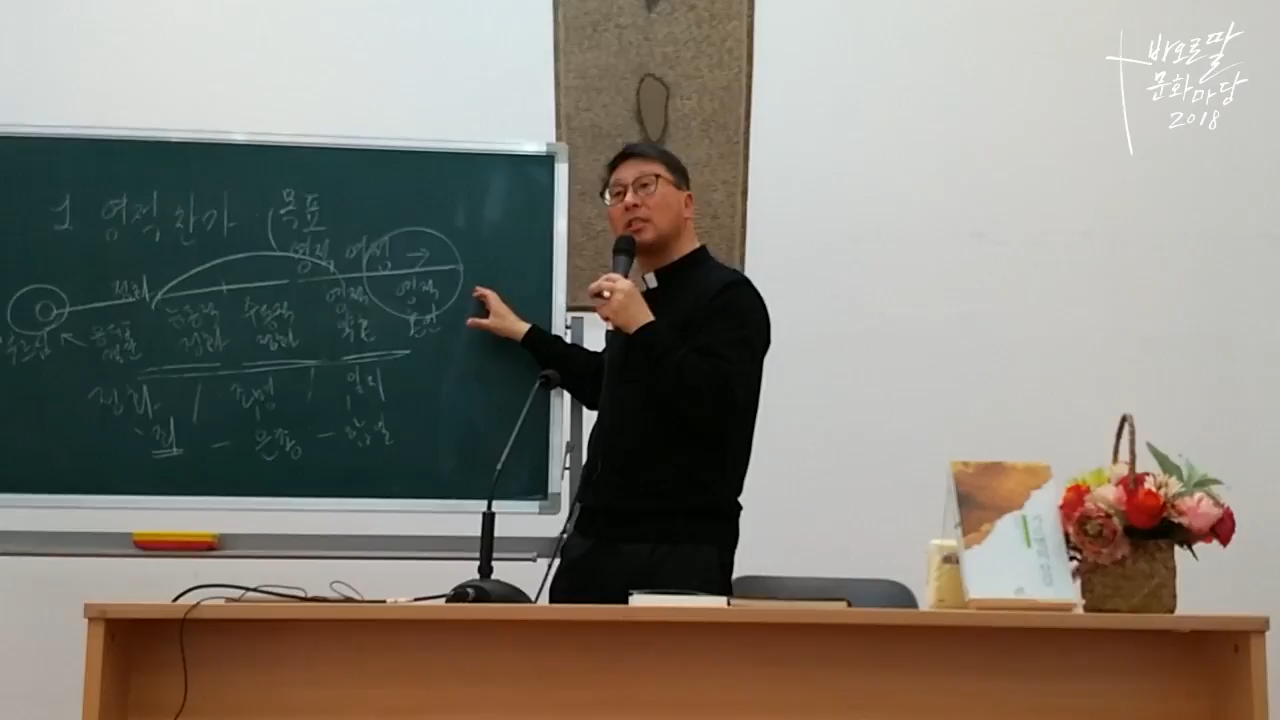 1 영적 찬가
목표
영적 여정 →
전화
능동적 정화
수동적 정화
영적 약혼
영적 혼인
정화 / 조명 / 일치
죄 — 은총 — 합일
바오로딸
문화마당
2018